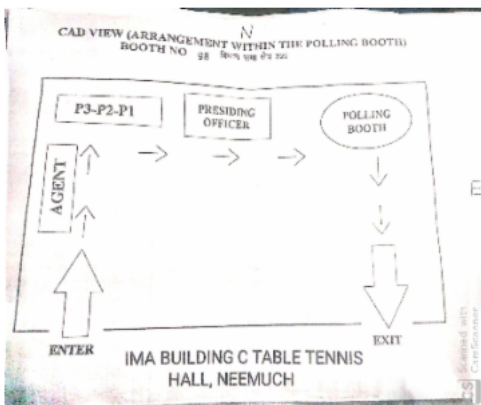 N
CAD VIEW (ARRANGEMENT WITHIN THE POLLING BOOTH)
BOOTH NO 98
P3-P2-P1
PRESIDING
OFFICER
POLLING
BOOTH
AGENT
ENTER
EXIT
IMA BUILDING C TABLE TENNIS
HALL, NEEMUCH
CS Scanned with
CamScanner